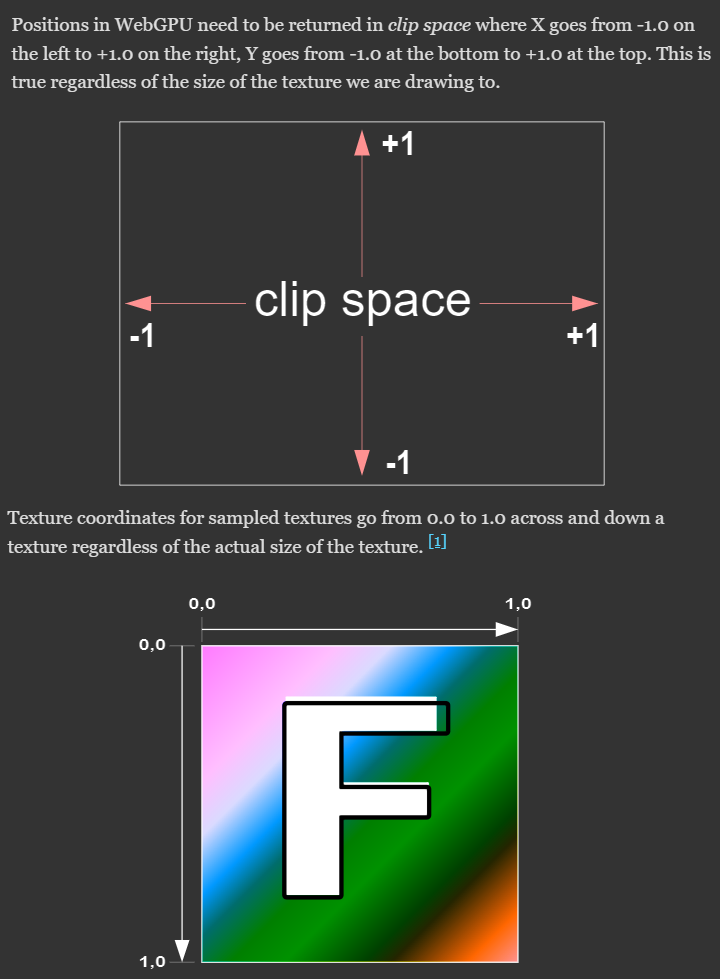 Positions in WebGPU need to be returned in clip space where X goes from -1.0 on
the left to +1.0 on the right, Y goes from -1.0 at the bottom to +1.0 at the top. This is
true regardless of the size of the texture we are drawing to.
+1
clip space
-1
+1
-1
Texture coordinates for sampled textures go from 0.0 to 1.0 across and down a
texture regardless of the actual size of the texture. [1]
0,0
1,0
0,0
F
1,0